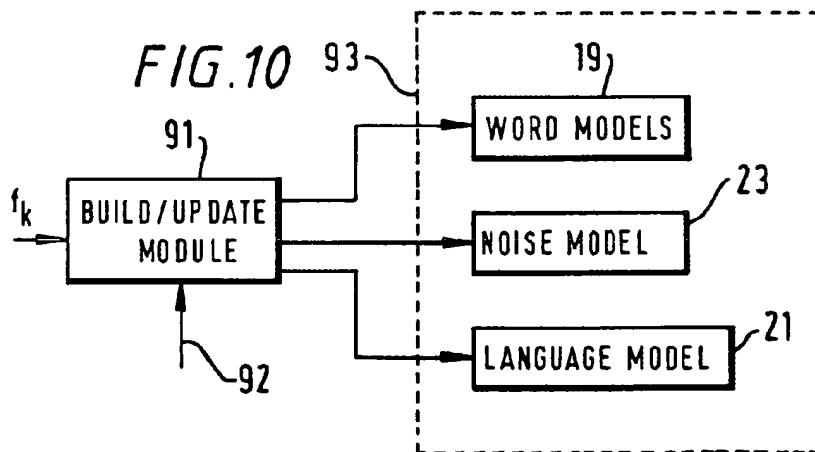 FIG.10
93
19
WORD MODELS
91
f_k
BUILD/UPDATE
MODULE
23
NOISE MODEL
21
LANGUAGE MODEL
92